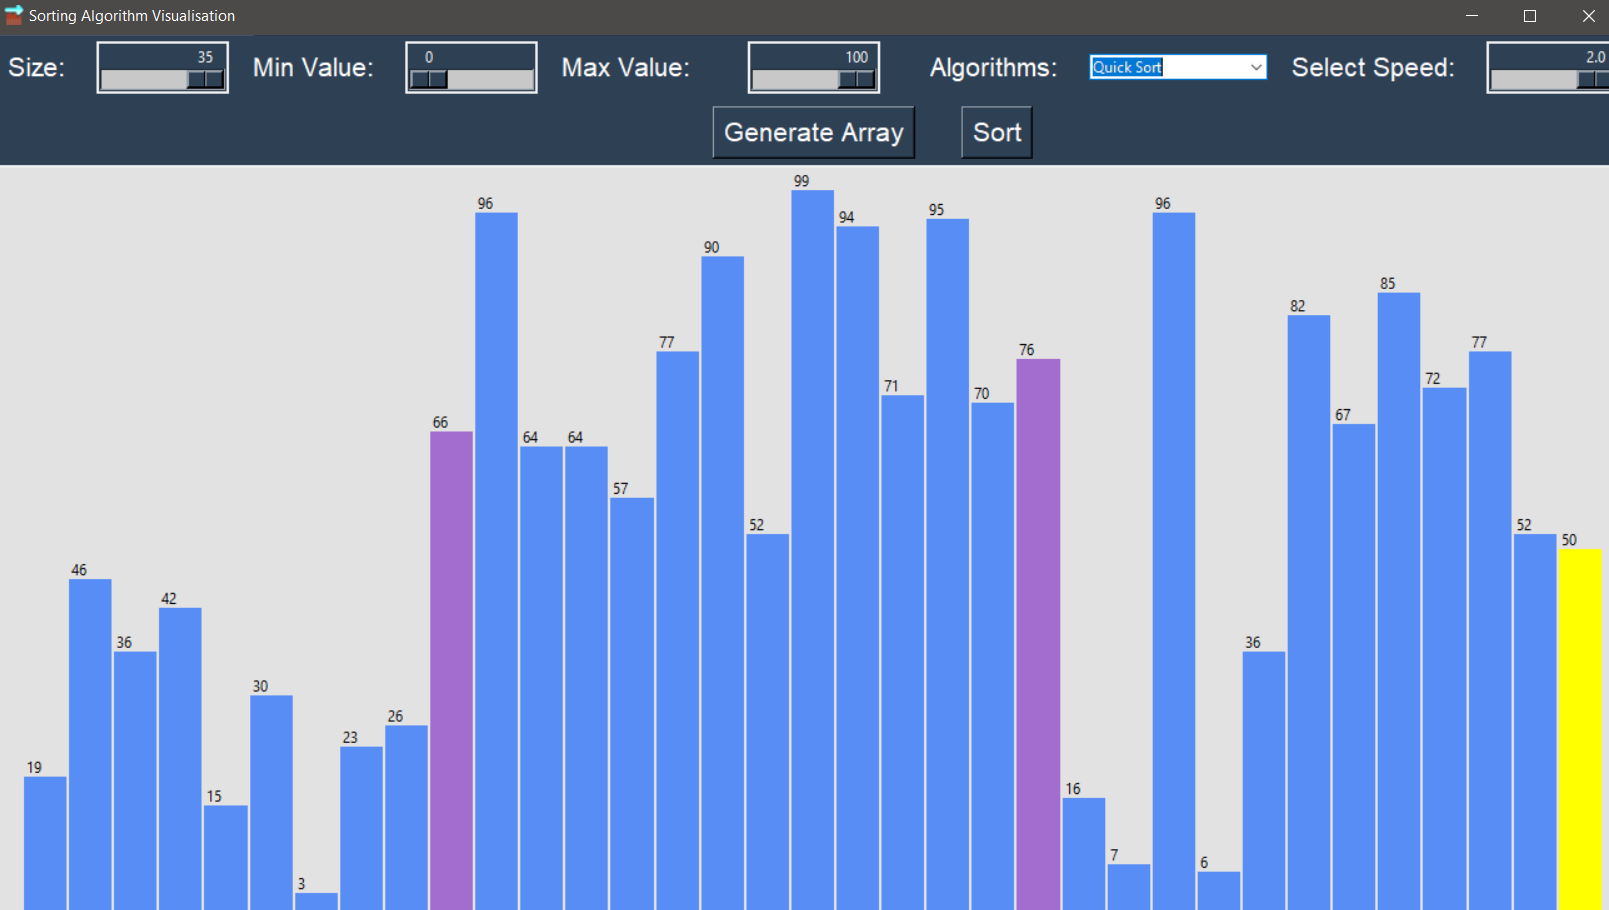 Sorting Algorithm Visualisation
Size: 35 Min Value: 0 Max Value: 100 Algorithms: Quick Sort Select Speed: 2.0
Generate Array Sort
19 46 36 42 15 30 3 23 26 66 96 64 64 57 77 90 52 99 94 71 95 70 76 16 7 96 6 36 82 67 85 72 77 52 50